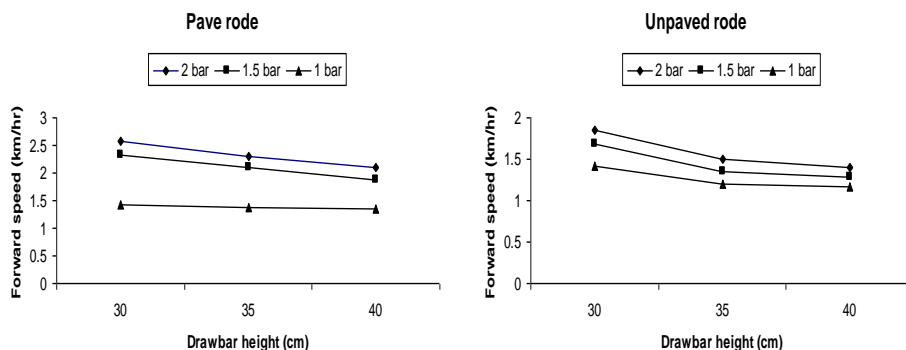 Pave rode
2 bar 1.5 bar 1 bar
Forward speed (km/hr)
3
2.5
2
1.5
1
0.5
0
30 35 40
Drawbar height (cm)
Unpaved rode
2 bar 1.5 bar 1 bar
Forward speed (km/hr)
2
1.5
1
0.5
0
30 35 40
Drawbar height (cm)